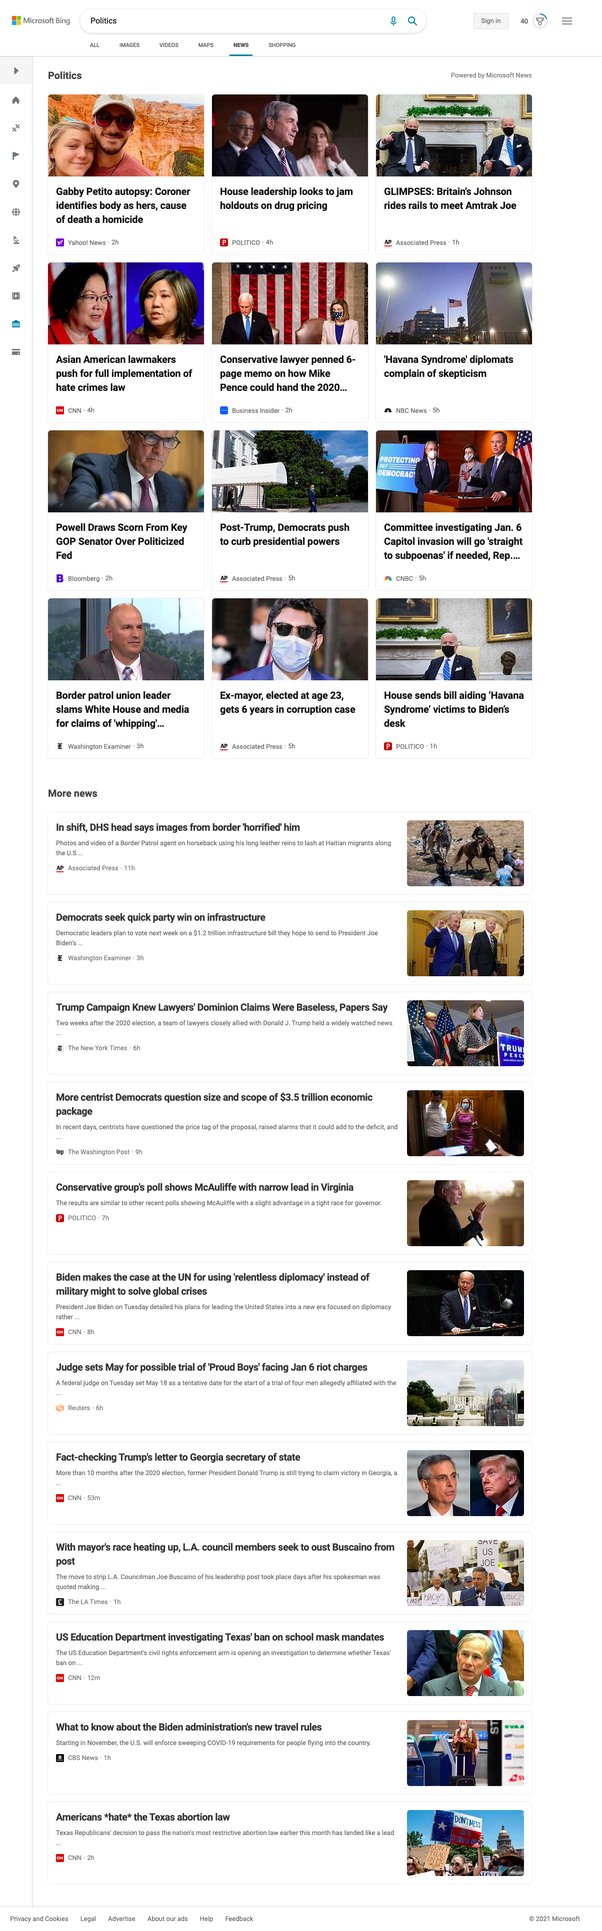 Microsoft Bing
Politics
Sign in
40
ALL
IMAGES
VIDEOS
MAPS
NEWS
SHOPPING
Politics
Powered by Microsoft News
Gabby Petito autopsy: Coroner
identifies body as hers, cause
of death a homicide
Yahoo! News · 2h
House leadership looks to jam
holdouts on drug pricing
POLITICO · 4h
GLIMPSES: Britain's Johnson
rides rails to meet Amtrak Joe
AP Associated Press · 1h
Asian American lawmakers
push for full implementation of
hate crimes law
CNN · 4h
Conservative lawyer penned 6-
page memo on how Mike
Pence could hand the 2020...
Business Insider · 2h
'Havana Syndrome' diplomats
complain of skepticism
NBC News · 5h
Powell Draws Scorn From Key
GOP Senator Over Politicized
Fed
B Bloomberg · 2h
Post-Trump, Democrats push
to curb presidential powers
AP Associated Press · 5h
PROTECTING
OUR
DEMOCRACY
Committee investigating Jan. 6
Capitol invasion will go 'straight
to subpoenas' if needed, Rep....
CNBC · 5h
Border patrol union leader
slams White House and media
for claims of 'whipping'...
Washington Examiner · 3h
Ex-mayor, elected at age 23,
gets 6 years in corruption case
AP Associated Press · 5h
House sends bill aiding ‘Havana
Syndrome’ victims to Biden’s
desk
POLITICO · 1h
More news
In shift, DHS head says images from border 'horrified' him
Photos and video of a Border Patrol agent on horseback using his long leather reins to lash at Haitian migrants along
the U.S ...
AP Associated Press · 11h
Democrats seek quick party win on infrastructure
Democratic leaders plan to vote next week on a $1.2 trillion infrastructure bill they hope to send to President Joe
Biden's ...
Washington Examiner · 3h
Trump Campaign Knew Lawyers' Dominion Claims Were Baseless, Papers Say
Two weeks after the 2020 election, a team of lawyers closely allied with Donald J. Trump held a widely watched news
...
The New York Times · 6h
TRUMP
PENCE
More centrist Democrats question size and scope of $3.5 trillion economic
package
In recent days, centrists have questioned the price tag of the proposal, raised alarms that it could add to the deficit, and
...
wp The Washington Post · 9h
Conservative group's poll shows McAuliffe with narrow lead in Virginia
The results are similar to other recent polls showing McAuliffe with a slight advantage in a tight race for governor.
POLITICO · 7h
Biden makes the case at the UN for using 'relentless diplomacy' instead of
military might to solve global crises
President Joe Biden on Tuesday detailed his plans for leading the United States into a new era focused on diplomacy
rather ...
CNN · 8h
Judge sets May for possible trial of 'Proud Boys' facing Jan 6 riot charges
A federal judge on Tuesday set May 18 as a tentative date for the start of a trial of four men allegedly affiliated with the
...
Reuters · 6h
Fact-checking Trump's letter to Georgia secretary of state
More than 10 months after the 2020 election, former President Donald Trump is still trying to claim victory in Georgia, a
...
CNN · 53m
With mayor's race heating up, L.A. council members seek to oust Buscaino from
post
The move to strip L.A. Councilman Joe Buscaino of his leadership post took place days after his spokesman was
quoted making ...
The LA Times · 1h
SAVE
US
JOE
US Education Department investigating Texas' ban on school mask mandates
The US Education Department's civil rights enforcement arm is opening an investigation to determine whether Texas'
ban on ...
CNN · 12m
What to know about the Biden administration's new travel rules
Starting in November, the U.S. will enforce sweeping COVID-19 requirements for people flying into the country.
CBS News · 1h
Americans *hate* the Texas abortion law
Texas Republicans' decision to pass the nation's most restrictive abortion law earlier this month has landed like a lead
...
CNN · 2h
Privacy and Cookies
Legal
Advertise
About our ads
Help
Feedback
© 2021 Microsoft